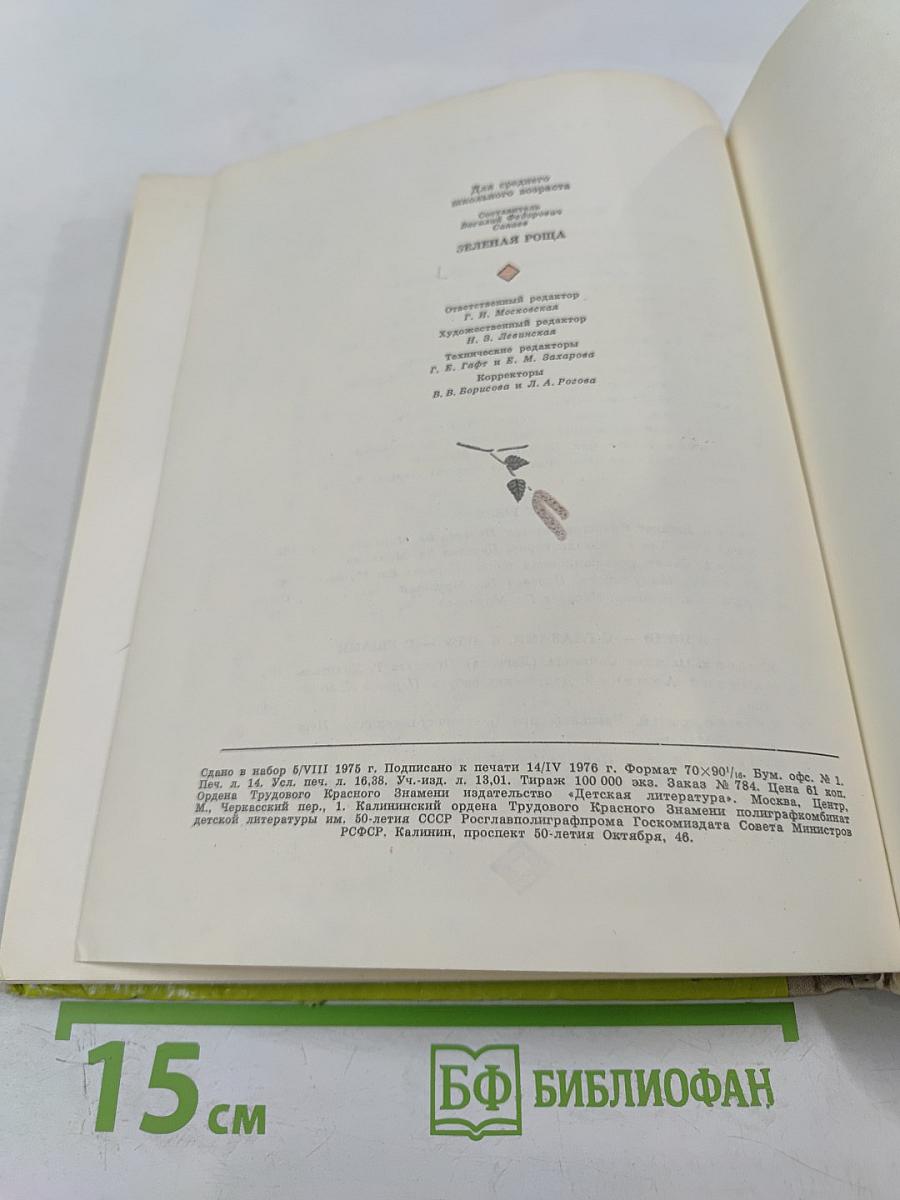 Для среднего
школьного возраста
Составитель
Федорович
ЗЕЛЕНАЯ РОЩА
Ответственный редактор
Г. И. Московская
Художественный редактор
Н. З. Левинская
Технические редакторы
Г. Е. Гафт и Е. М. Захарова
Корректоры
В. В. Борисова и Л. А. Рогова
Сдано в набор 5/VIII 1975 г. Подписано к печати 14/IV 1976 г. Формат 70×90¹/₁₆. Бум. офс. № 1.
Печ. л. 14. Усл. печ. л. 16,38. Уч.-изд. л. 13,01. Тираж 100 000 экз. Заказ № 784. Цена 61 коп.
Ордена Трудового Красного Знамени издательство «Детская литература». Москва, Центр,
М., Черкасский пер., 1. Калининский ордена Трудового Красного Знамени полиграфкомбинат
детской литературы им. 50-летия СССР Росглавполиграфпрома Госкомиздата Совета Министров
РСФСР. Калинин, проспект 50-летия Октября, 46.
15 см
БФ БИБЛИОФАН